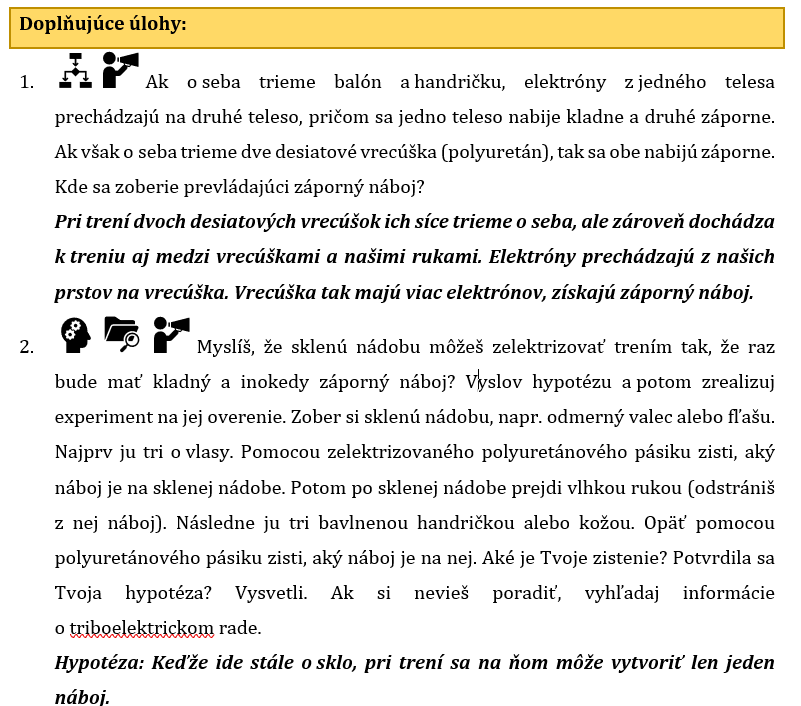 Doplňujúce úlohy:
1. Ak o seba trieme balón a handričku, elektróny z jedného telesa
prechádzajú na druhé teleso, pričom sa jedno teleso nabije kladne a druhé záporne.
Ak však o seba trieme dve desiatové vrecúška (polyuretán), tak sa obe nabijú záporne.
Kde sa zoberie prevládajúci záporný náboj?
Pri trení dvoch desiatových vrecúšok ich síce trieme o seba, ale zároveň dochádza
k treniu aj medzi vrecúškami a našimi rukami. Elektróny prechádzajú z našich
prstov na vrecúška. Vrecúška tak majú viac elektrónov, získajú záporný náboj.
2. Myslíš, že sklenú nádobu môžeš zelektrizovať trením tak, že raz
bude mať kladný a inokedy záporný náboj? Vyslov hypotézu a potom zrealizuj
experiment na jej overenie. Zober si sklenú nádobu, napr. odmerný valec alebo fľašu.
Najprv ju tri o vlasy. Pomocou zelektrizovaného polyuretánového pásiku zisti, aký
náboj je na sklenej nádobe. Potom po sklenej nádobe prejdi vlhkou rukou (odstrániš
z nej náboj). Následne ju tri bavlnenou handričkou alebo kožou. Opäť pomocou
polyuretánového pásiku zisti, aký náboj je na nej. Aké je Tvoje zistenie? Potvrdila sa
Tvoja hypotéza? Vysvetli. Ak si nevieš poradiť, vyhľadaj informácie
o triboelektrickom rade.
Hypotéza: Keďže ide stále o sklo, pri trení sa na ňom môže vytvoriť len jeden
náboj.